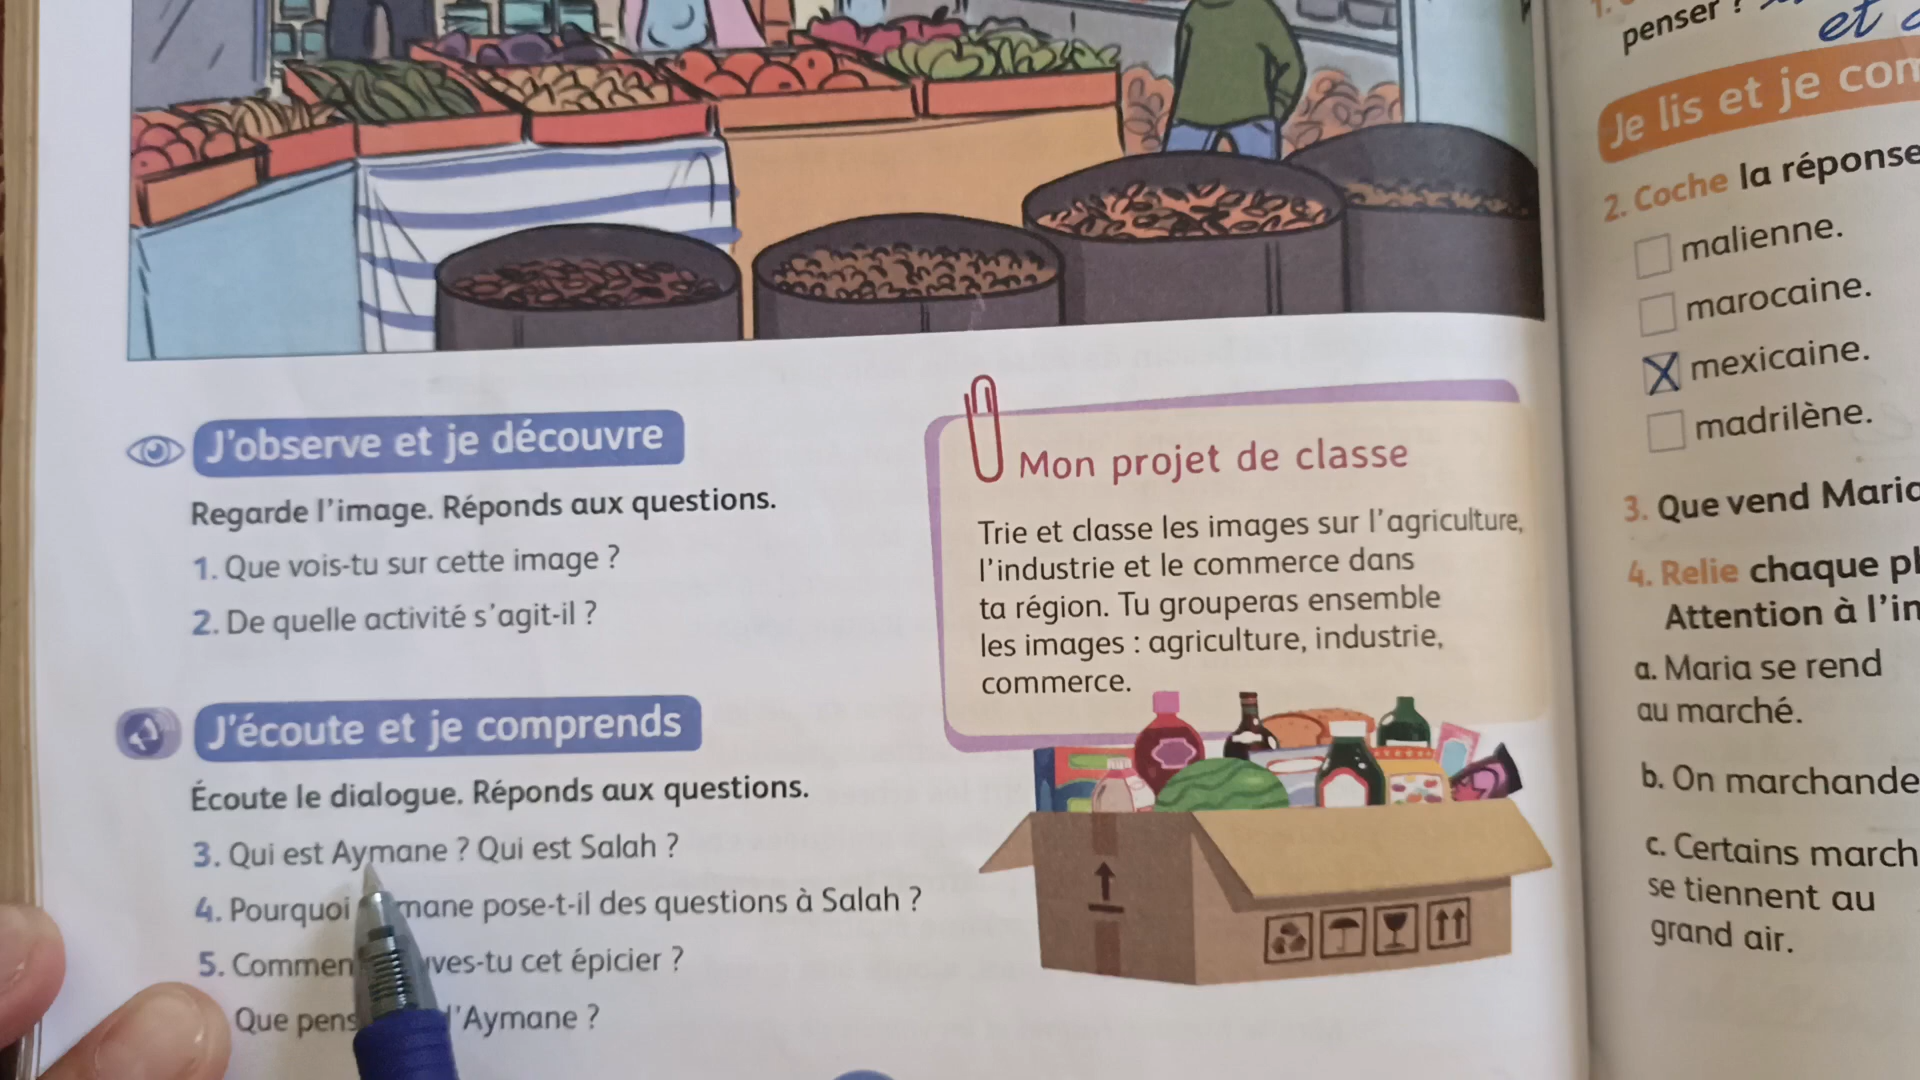 J'observe et je découvre
Regarde l'image. Réponds aux questions.
1. Que vois-tu sur cette image ?
2. De quelle activité s'agit-il ?
J'écoute et je comprends
Écoute le dialogue. Réponds aux questions.
3. Qui est Aymane ? Qui est Salah ?
4. Pourquoi mane pose-t-il des questions à Salah ?
5. Commen ves-tu cet épicier ?
Que pens l'Aymane ?
Mon projet de classe
Trie et classe les images sur l'agriculture,
l'industrie et le commerce dans
ta région. Tu grouperas ensemble
les images : agriculture, industrie,
commerce.
penser ?
et
Je lis et je com
2. Coche la réponse
malienne.
marocaine.
mexicaine.
madrilène.
3. Que vend Maria
4. Relie chaque pl
Attention à l'in
a. Maria se rend
au marché.
b. On marchande
c. Certains march
se tiennent au
grand air.